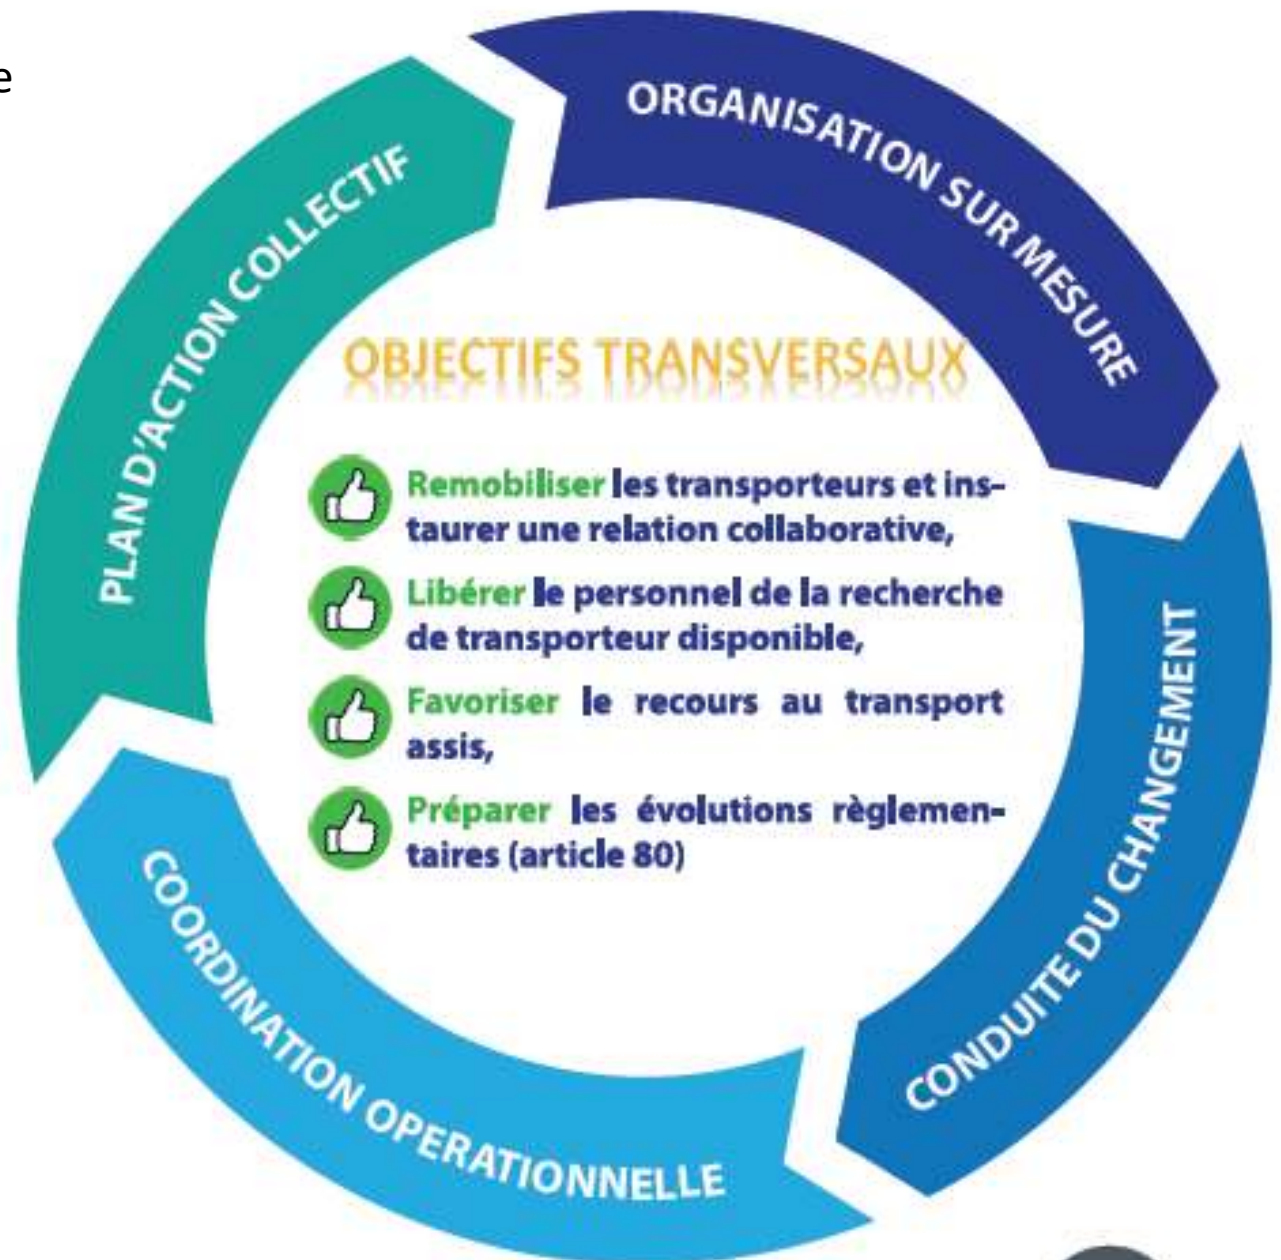 e
ORGANISATION SUR MESURE
PLAN D'ACTION COLLECTIF
OBJECTIFS TRANSVERSAUX
Remobiliser les transporteurs et ins-
taurer une relation collaborative,
Libérer le personnel de la recherche
de transporteur disponible,
Favoriser le recours au transport
assis,
Préparer les évolutions règlemen-
taires (article 80)
CONDUITE DU CHANGEMENT
COORDINATION OPERATIONNELLE